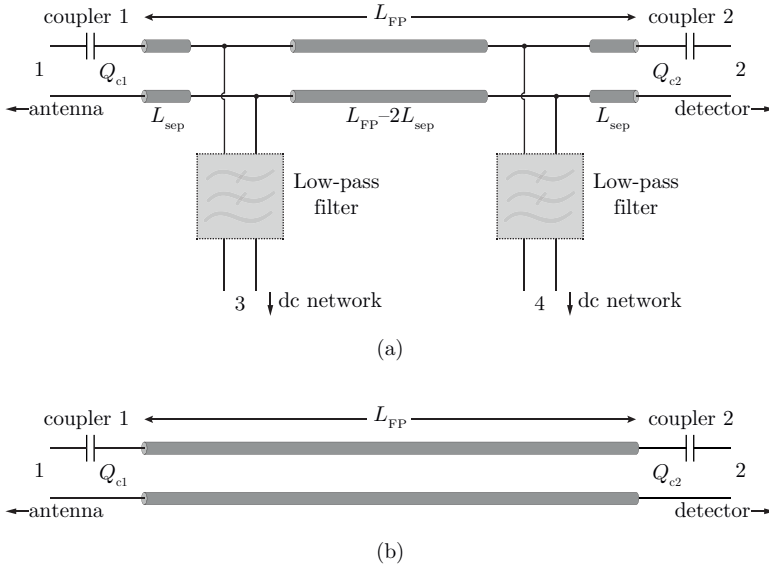 coupler 1 L_FP coupler 2
1 Q_c1 Q_c2 2
antenna L_sep L_FP–2L_sep L_sep detector
Low-pass filter Low-pass filter
3 dc network 4 dc network
(a)
coupler 1 L_FP coupler 2
1 Q_c1 Q_c2 2
antenna detector
(b)